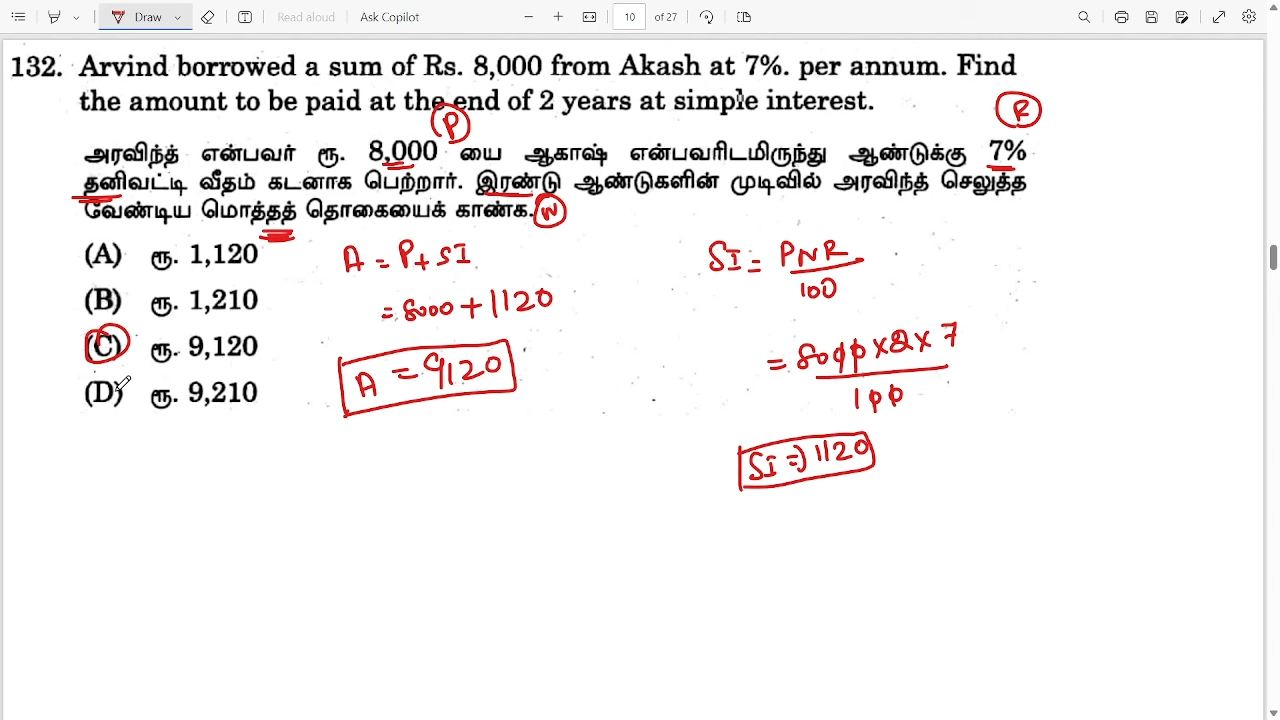 Draw
Read aloud
Ask Copilot
10
of 27
132. Arvind borrowed a sum of Rs. 8,000 from Akash at 7%. per annum. Find
the amount to be paid at the end of 2 years at simple interest.
P
R
அரவிந்த் என்பவர் ரூ. 8,000 யை ஆகாஷ் என்பவரிடமிருந்து ஆண்டுக்கு 7%
தனிவட்டி வீதம் கடனாக பெற்றார். இரண்டு ஆண்டுகளின் முடிவில் அரவிந்த் செலுத்த
வேண்டிய மொத்தத் தொகையைக் காண்க. N
(A) ரூ. 1,120
(B) ரூ. 1,210
(C) ரூ. 9,120
(D) ரூ. 9,210
A = P + SI
= 8000 + 1120
A = 9120
SI = PNR
100
= 8000 x 2 x 7
100
SI => 1120